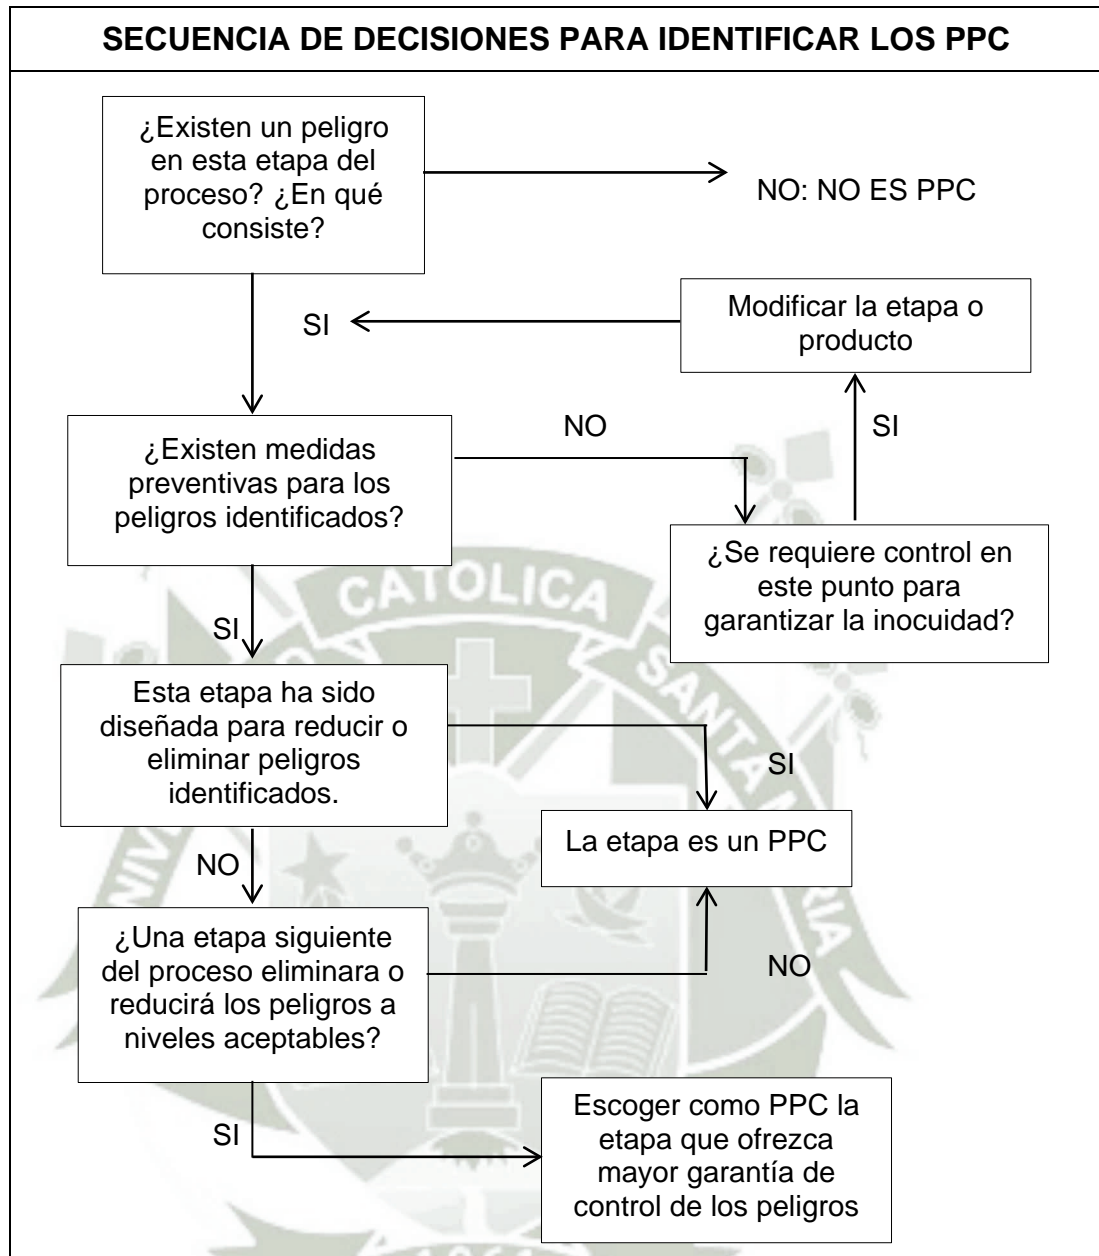 SECUENCIA DE DECISIONES PARA IDENTIFICAR LOS PPC
¿Existen un peligro
en esta etapa del
proceso? ¿En qué
consiste?
NO: NO ES PPC
SI
Modificar la etapa o
producto
¿Existen medidas
preventivas para los
peligros identificados?
NO
SI
¿Se requiere control en
este punto para
garantizar la inocuidad?
SI
Esta etapa ha sido
diseñada para reducir o
eliminar peligros
identificados.
SI
La etapa es un PPC
NO
¿Una etapa siguiente
del proceso eliminara o
reducirá los peligros a
niveles aceptables?
NO
SI
Escoger como PPC la
etapa que ofrezca
mayor garantía de
control de los peligros
CATOLICA
SANTA